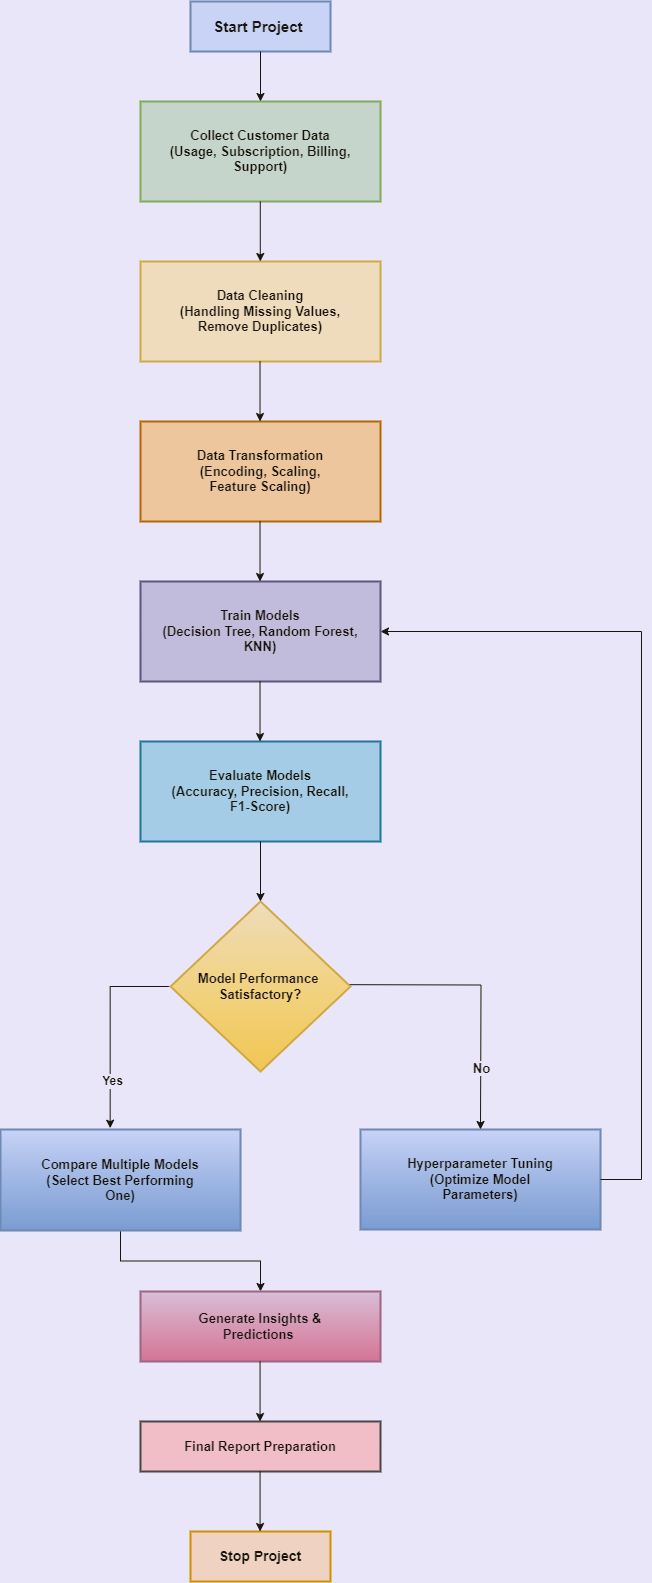 Start Project
Collect Customer Data
(Usage, Subscription, Billing,
Support)
Data Cleaning
(Handling Missing Values,
Remove Duplicates)
Data Transformation
(Encoding, Scaling,
Feature Scaling)
Train Models
(Decision Tree, Random Forest,
KNN)
Evaluate Models
(Accuracy, Precision, Recall,
F1-Score)
Model Performance
Satisfactory?
Yes
No
Compare Multiple Models
(Select Best Performing
One)
Hyperparameter Tuning
(Optimize Model
Parameters)
Generate Insights &
Predictions
Final Report Preparation
Stop Project